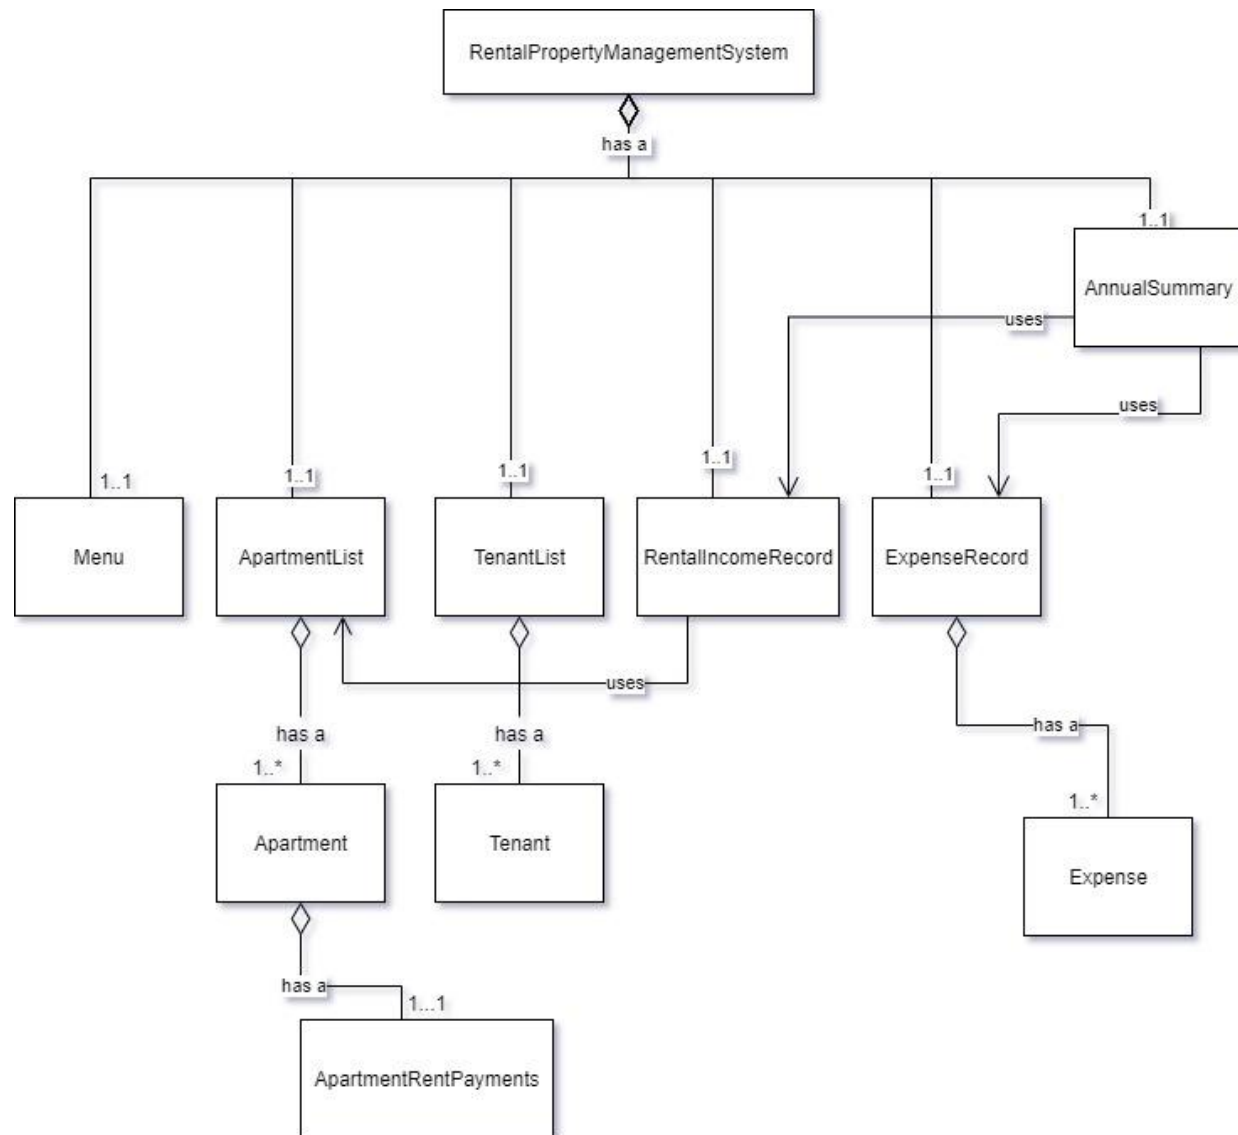 RentalPropertyManagementSystem
has a
1..1
AnnualSummary
uses
uses
1..1
1..1
1..1
1..1
1..1
Menu
ApartmentList
TenantList
RentalIncomeRecord
ExpenseRecord
uses
has a
has a
has a
1..*
1..*
1..*
Apartment
Tenant
Expense
has a
1...1
ApartmentRentPayments